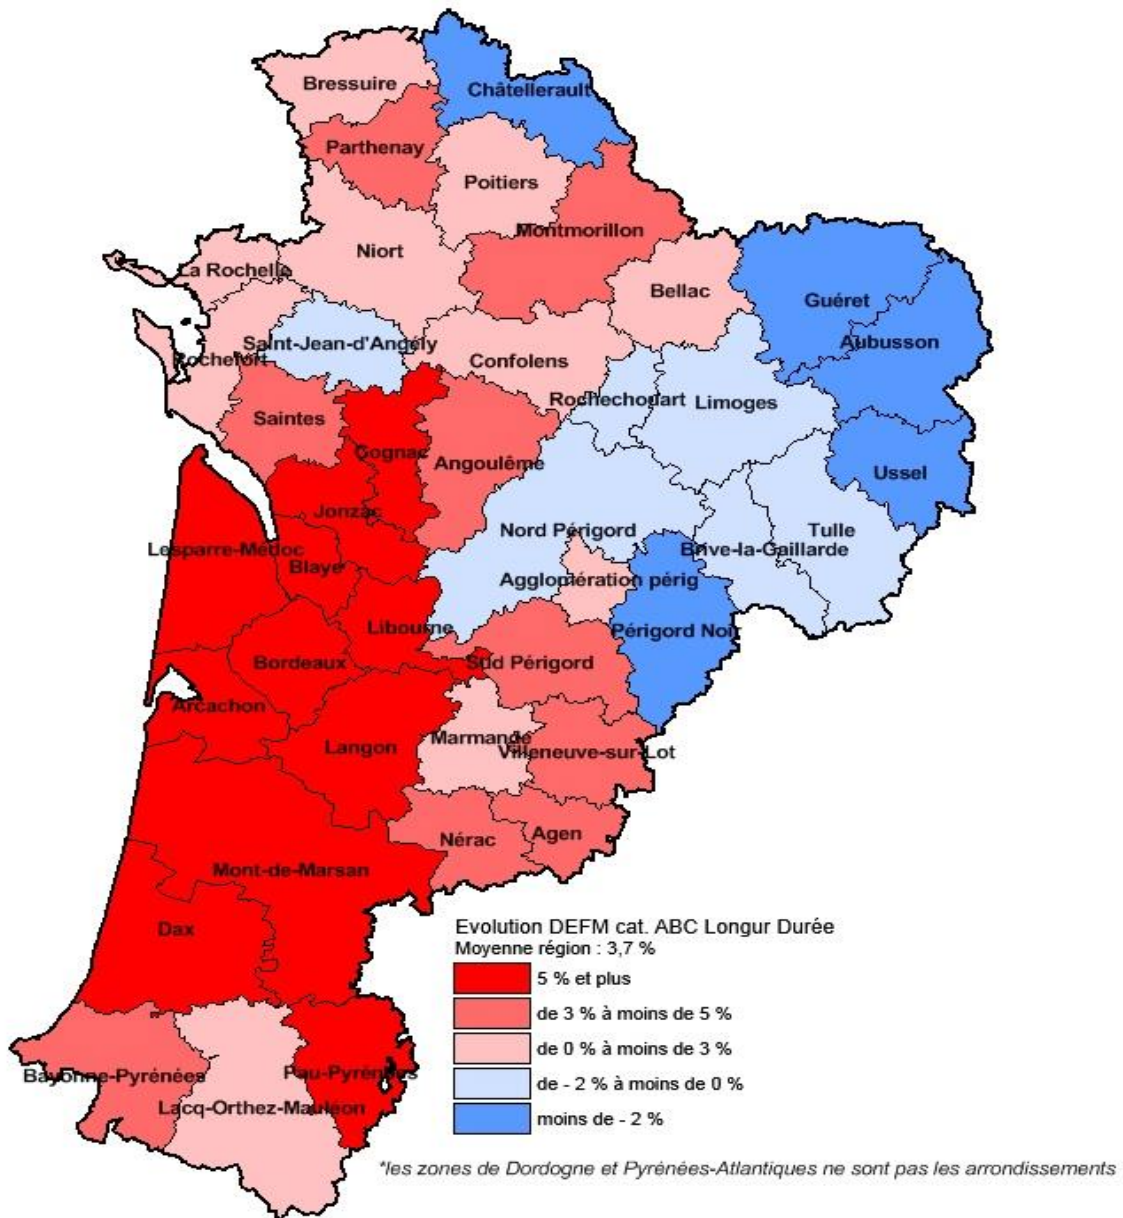 Bressuire
Châtellerault
Parthenay
Poitiers
Montmorillon
Niort
La Rochelle
Bellac
Guéret
Saint-Jean-d'Angély
Aubusson
Rochefort
Confolens
Rochechouart
Limoges
Saintes
Cognac
Angoulême
Ussel
Jonzac
Nord Périgord
Tulle
Lesparre-Médoc
Brive-la-Gaillarde
Blaye
Agglomération périg
Libourne
Périgord Noi
Bordeaux
Sud Périgord
Arcachon
Langon
Marmande
Villeneuve-sur-Lot
Nérac
Agen
Mont-de-Marsan
Dax
Evolution DEFM cat. ABC Longur Durée
Moyenne région : 3,7 %
5 % et plus
de 3 % à moins de 5 %
de 0 % à moins de 3 %
de - 2 % à moins de 0 %
moins de - 2 %
Bayonne-Pyrénées
Pau-Pyrénées
Lacq-Orthez-Mauléon
*les zones de Dordogne et Pyrénées-Atlantiques ne sont pas les arrondissements